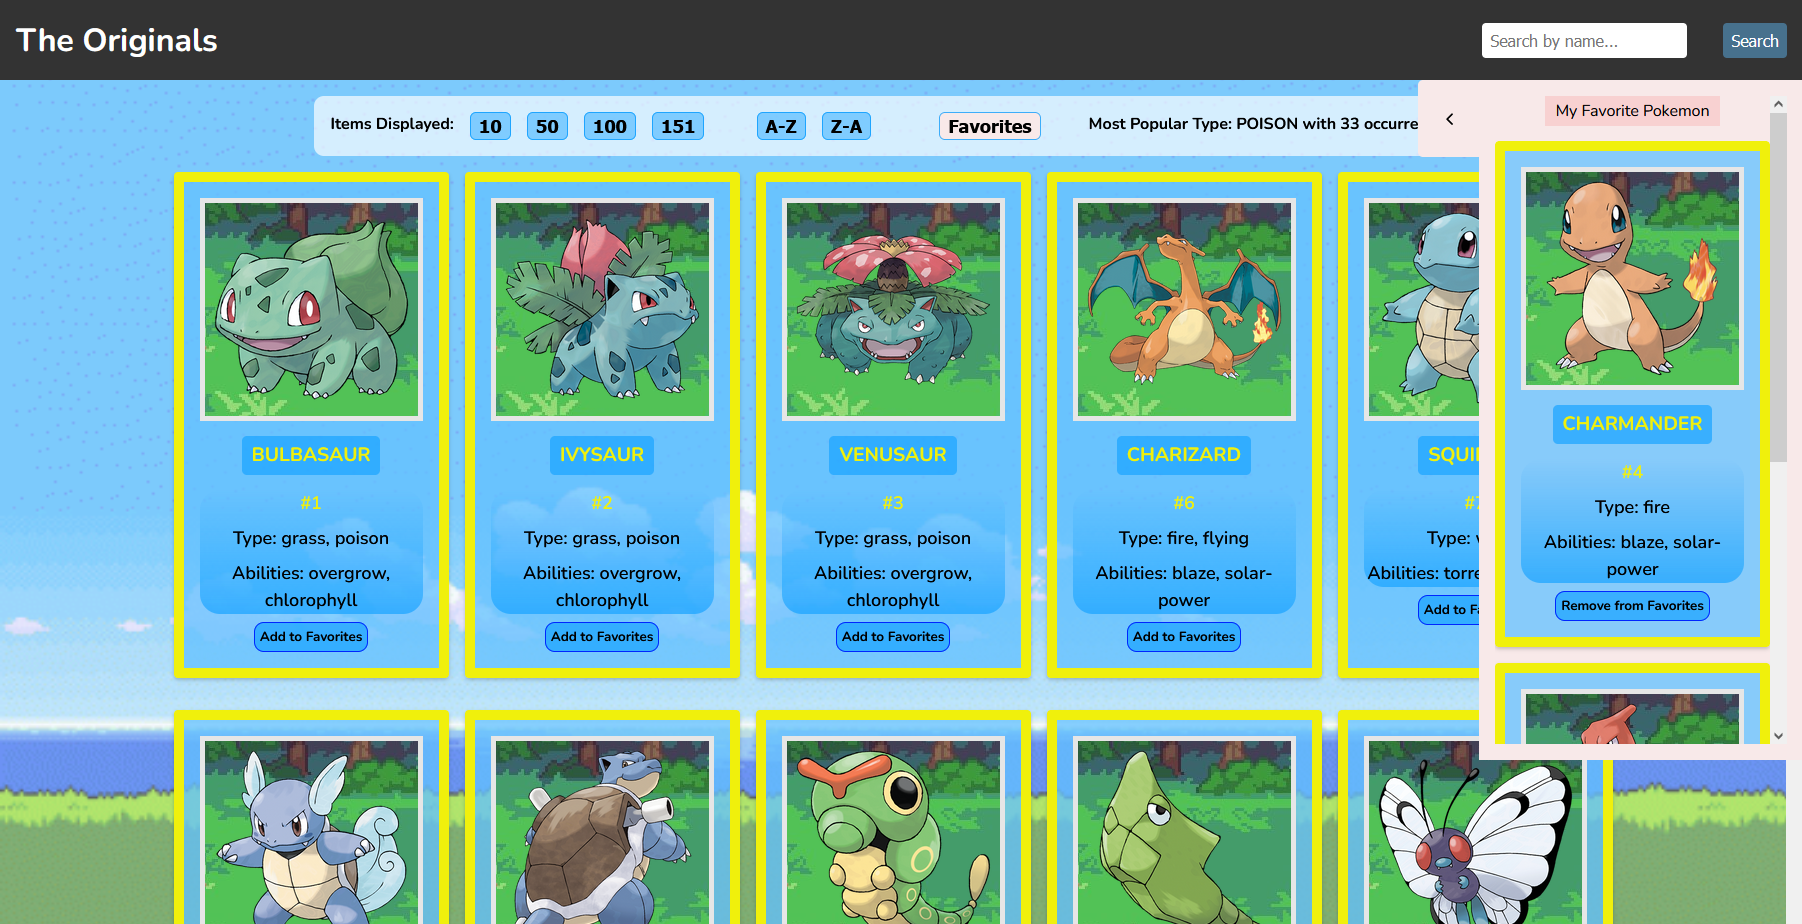 The Originals
Search by name...
Search
Items Displayed:
10
50
100
151
A-Z
Z-A
Favorites
Most Popular Type: POISON with 33
My Favorite Pokemon
BULBASAUR
#1
Type: grass, poison
Abilities: overgrow,
chlorophyll
Add to Favorites
IVYSAUR
#2
Type: grass, poison
Abilities: overgrow,
chlorophyll
Add to Favorites
VENUSAUR
#3
Type: grass, poison
Abilities: overgrow,
chlorophyll
Add to Favorites
CHARIZARD
#6
Type: fire, flying
Abilities: blaze, solar-
power
Add to Favorites
Type:
Abilities:
Add to
CHARMANDER
#4
Type: fire
Abilities: blaze, solar-
power
Remove from Favorites